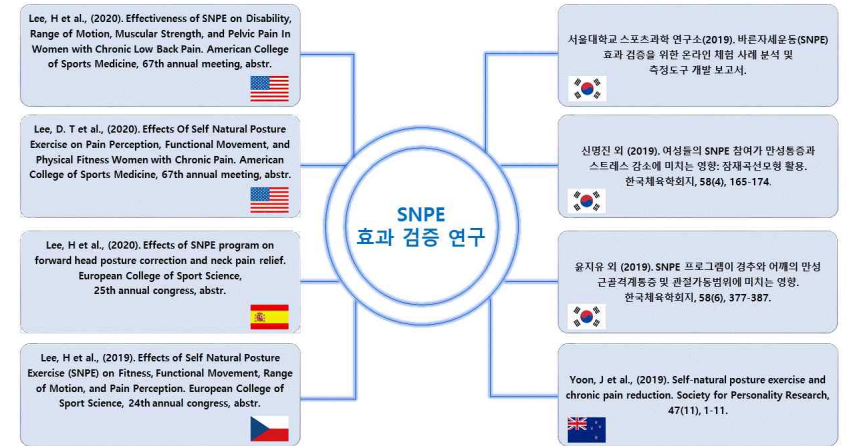 Lee, H et al., (2020). Effectiveness of SNPE on Disability,
Range of Motion, Muscular Strength, and Pelvic Pain In
Women with Chronic Low Back Pain. American College
of Sports Medicine, 67th annual meeting, abstr.
Lee, D. T et al., (2020). Effects Of Self Natural Posture
Exercise on Pain Perception, Functional Movement, and
Physical Fitness Women with Chronic Pain. American
College of Sports Medicine, 67th annual meeting, abstr.
Lee, H et al., (2020). Effects of SNPE program on
forward head posture correction and neck pain relief.
European College of Sport Science,
25th annual congress, abstr.
Lee, H et al., (2019). Effects of Self Natural Posture
Exercise (SNPE) on Fitness, Functional Movement, Range
of Motion, and Pain Perception. European College of
Sport Science, 24th annual congress, abstr.
SNPE
효과 검증 연구
서울대학교 스포츠과학 연구소(2019). 바른자세운동(SNPE)
효과 검증을 위한 온라인 체험 사례 분석 및
측정도구 개발 보고서.
신명진 외 (2019). 여성들의 SNPE 참여가 만성통증과
스트레스 감소에 미치는 영향: 잠재곡선모형 활용.
한국체육학회지, 58(4), 165-174.
윤지유 외 (2019). SNPE 프로그램이 경추와 어깨의 만성
근골격계통증 및 관절가동범위에 미치는 영향.
한국체육학회지, 58(6), 377-387.
Yoon, J et al., (2019). Self-natural posture exercise and
chronic pain reduction. Society for Personality Research,
47(11), 1-11.